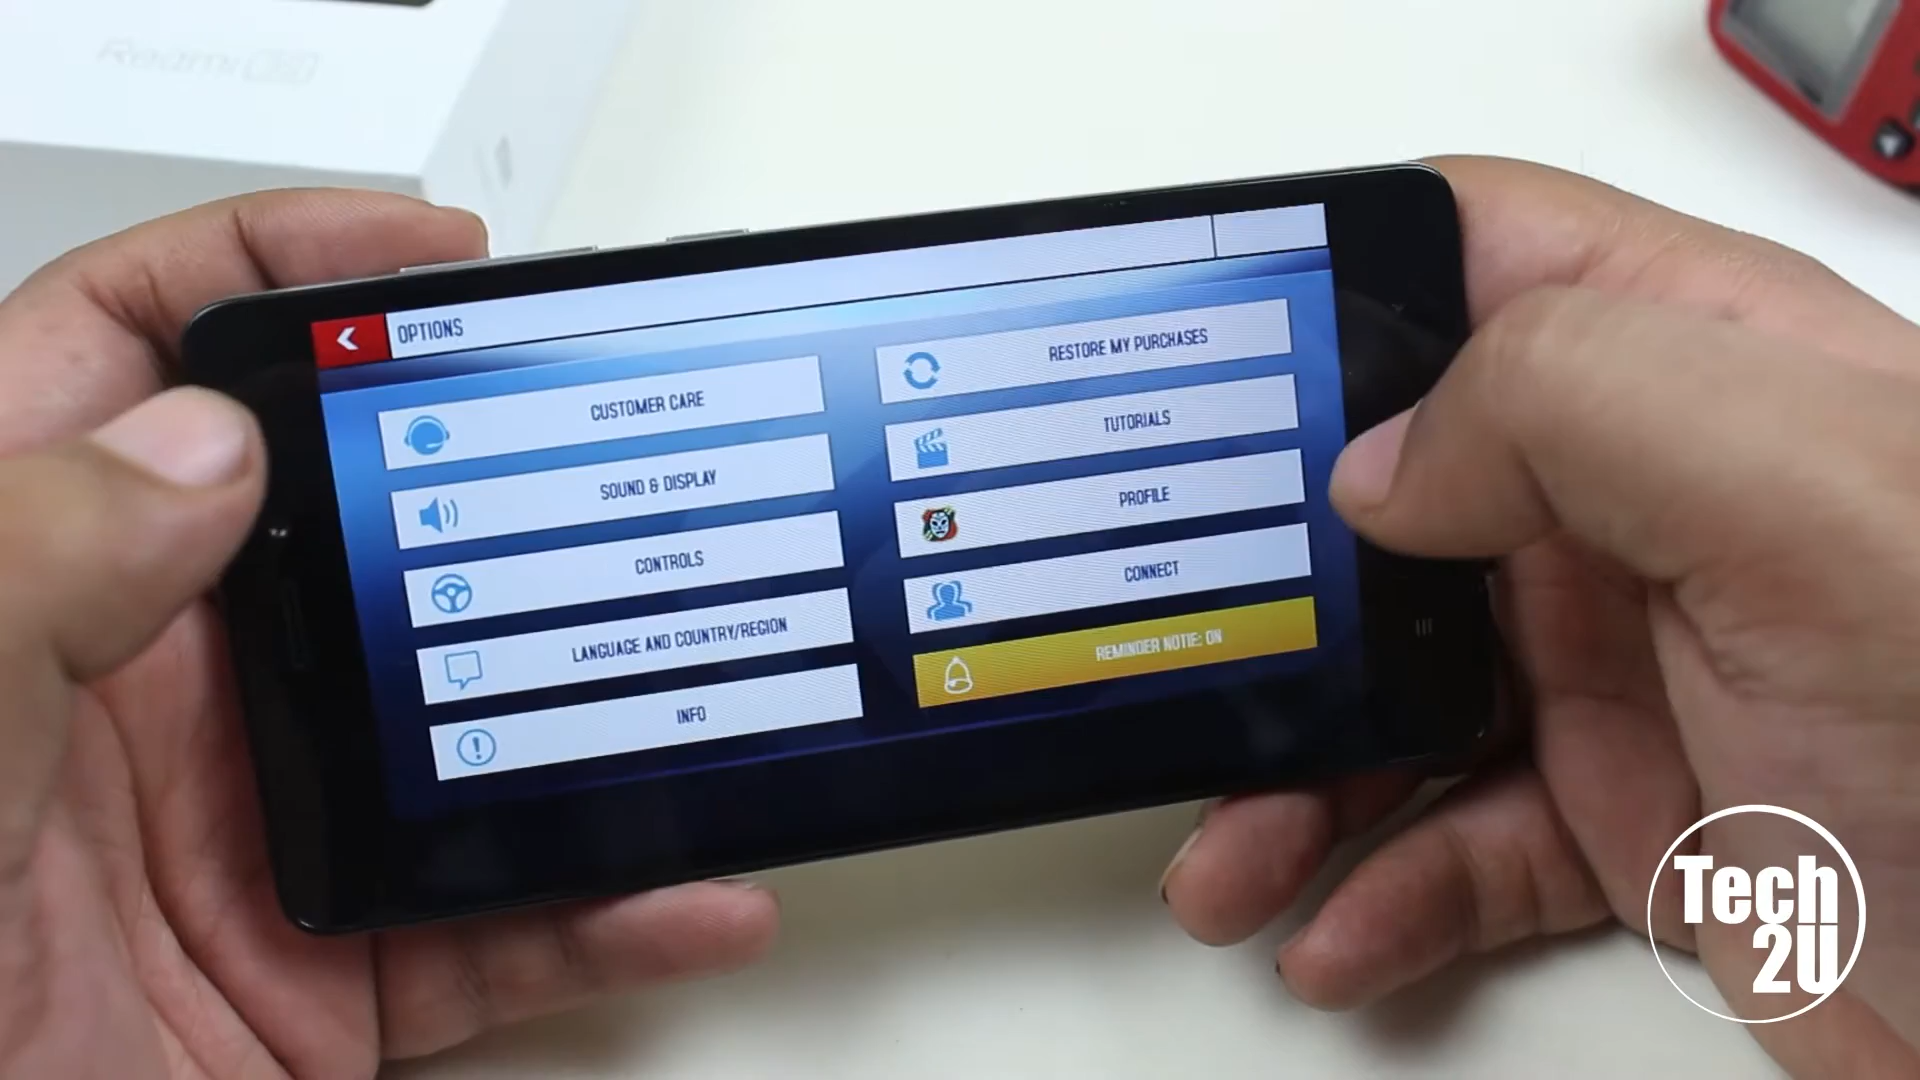 Redmi
OPTIONS
CUSTOMER CARE
SOUND & DISPLAY
CONTROLS
LANGUAGE AND COUNTRY/REGION
INFO
RESTORE MY PURCHASES
TUTORIALS
PROFILE
CONNECT
REMINDER NOTIF: ON
Tech
2U